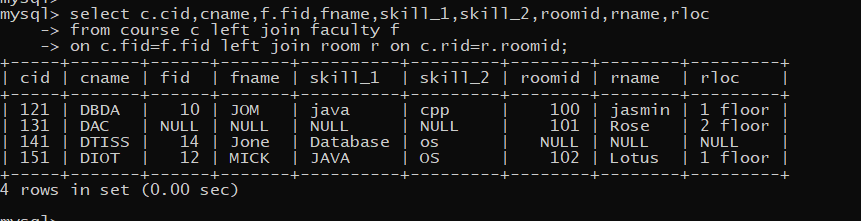 mysql> select c.cid,cname,f.fid,fname,skill_1,skill_2,roomid,rname,rloc
    -> from course c left join faculty f
    -> on c.fid=f.fid left join room r on c.rid=r.roomid;
+-----+-------+------+-------+----------+---------+--------+--------+---------+
| cid | cname | fid  | fname | skill_1  | skill_2 | roomid | rname  | rloc    |
+-----+-------+------+-------+----------+---------+--------+--------+---------+
| 121 | DBDA  |   10 | JOM   | java     | cpp     |    100 | jasmin | 1 floor |
| 131 | DAC   | NULL | NULL  | NULL     | NULL    |    101 | Rose   | 2 floor |
| 141 | DTISS |   14 | Jone  | Database | os      |   NULL | NULL   | NULL    |
| 151 | DIOT  |   12 | MICK  | JAVA     | OS      |    102 | Lotus  | 1 floor |
+-----+-------+------+-------+----------+---------+--------+--------+---------+
4 rows in set (0.00 sec)
mysql>